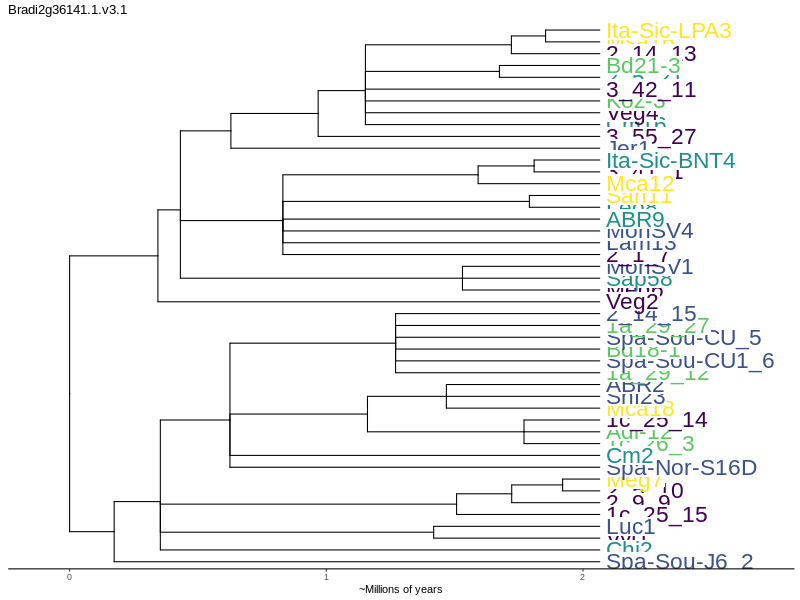 Bradi2g36141.1.v3.1
Ita-Sic-LPA3
2_14_13
Bd21-3
3_42_11
Koz-3
Veg4
3_55_27
Jer1
Ita-Sic-BNT4
Mca12
San11
ABR9
MonSV4
Lam13
2_1_7
MonSV1
Sap58
Veg2
2_14_15
1a_29_27
Spa-Sou-CU_5
Bd18-1
Spa-Sou-CU1_6
1a_29_12
ABR2
Sni23
Mca18
1c_25_14
Adi-12
Cm2
Spa-Nor-S16D
Meg7
2_9_9
1c_25_15
Luc1
Chi2
Spa-Sou-J6_2
0 1 2
~Millions of years